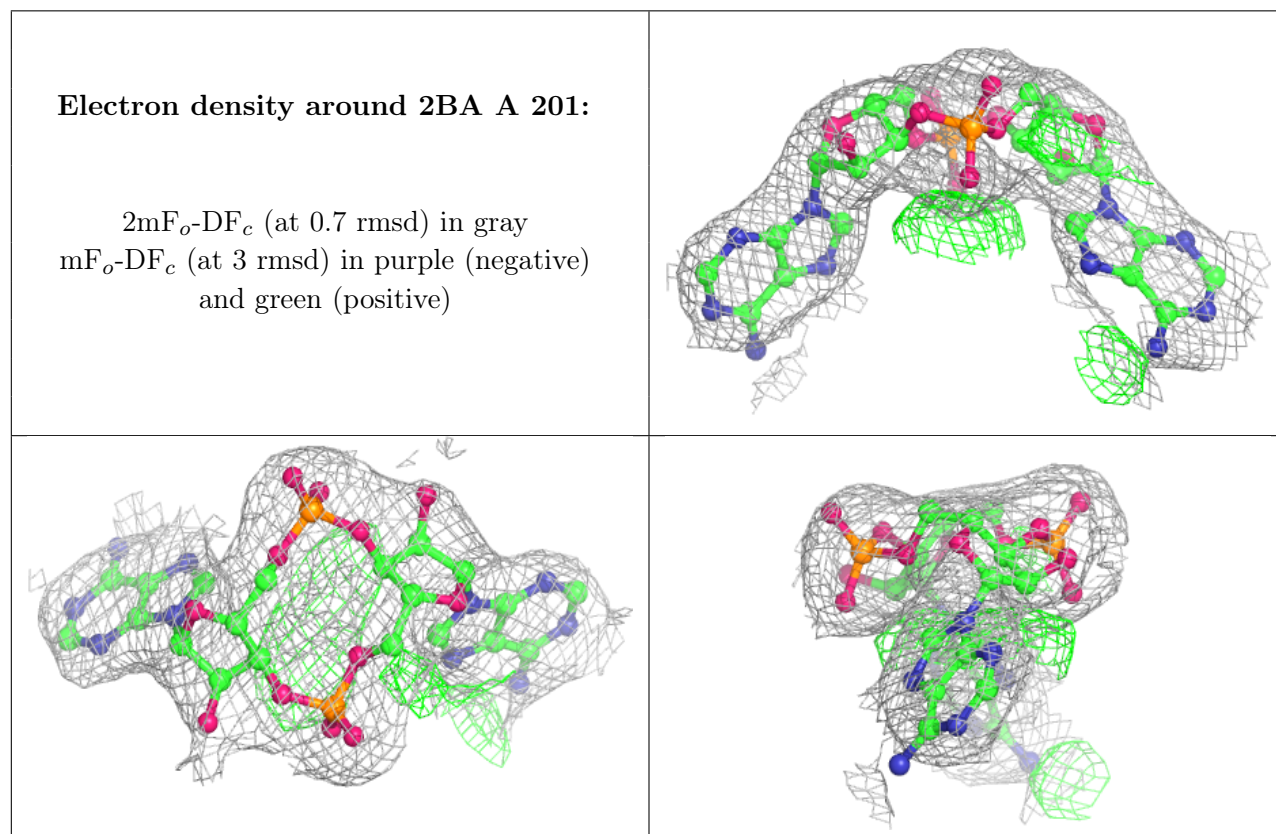 Electron density around 2BA A 201:
2mFo-DFc (at 0.7 rmsd) in gray
mFo-DFc (at 3 rmsd) in purple (negative)
and green (positive)